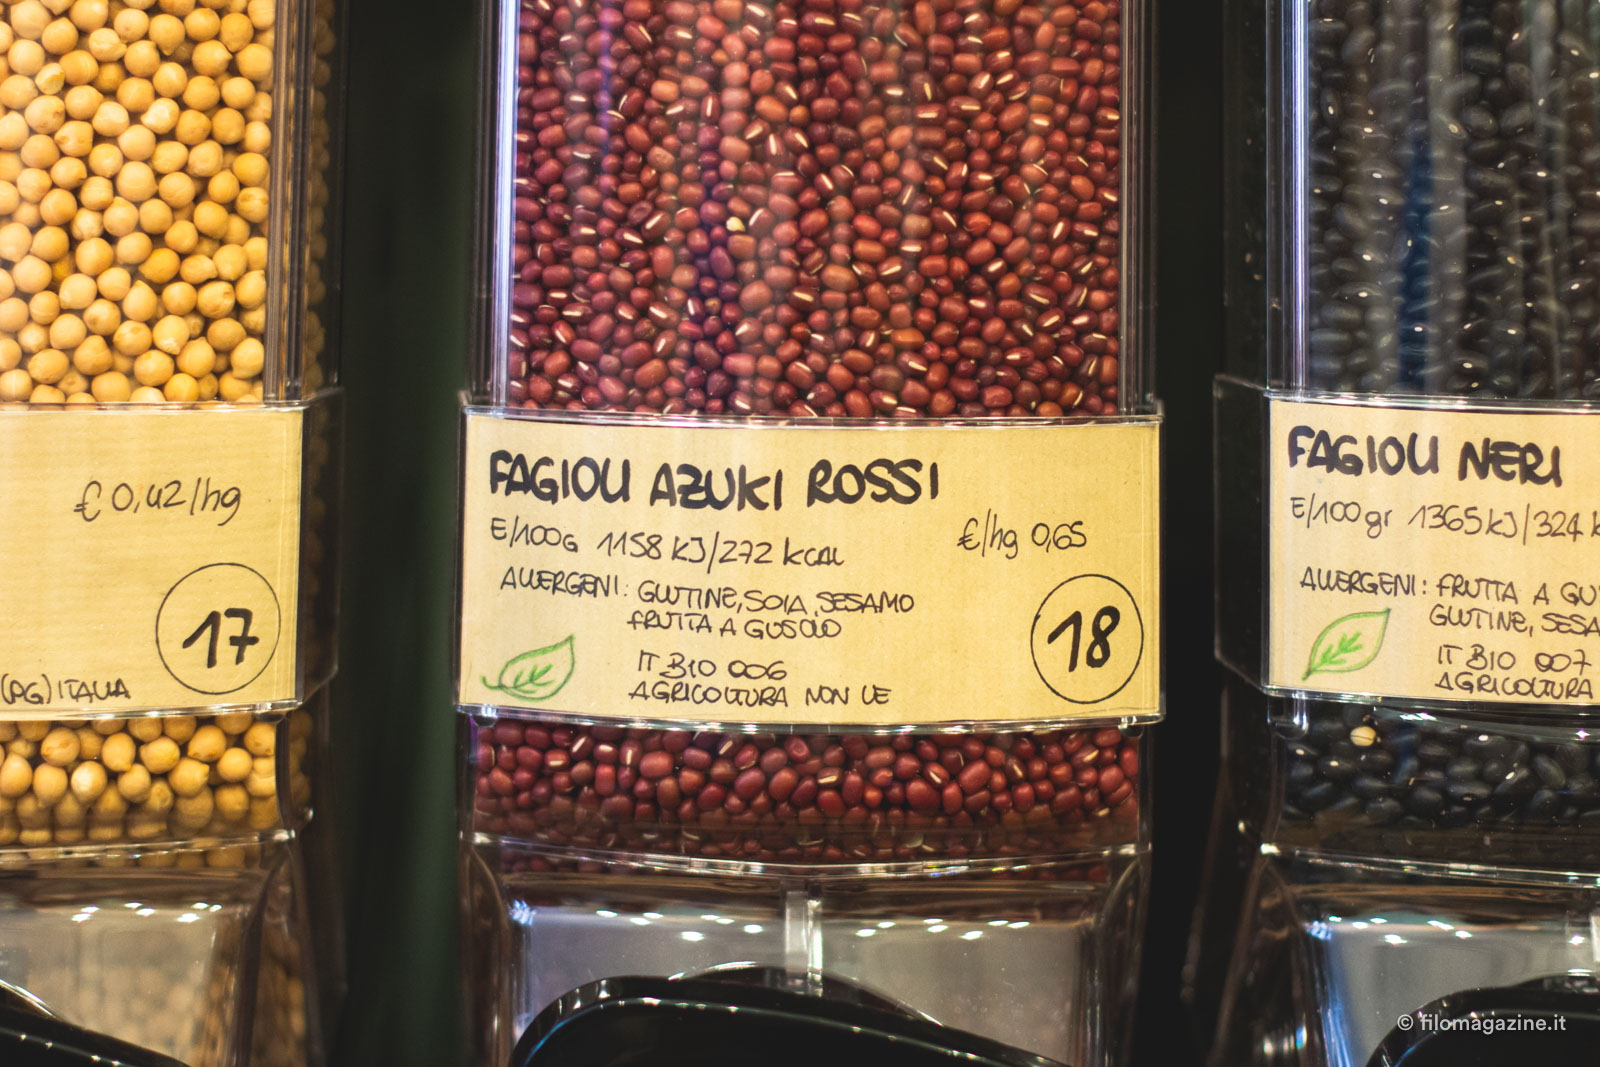 € 0,42/hg
17
(PG) ITALIA
FAGIOLI AZUKI ROSSI
E/100G 1158 KJ/272 KCAL
€/hg 0,65
ALLERGENI: GLUTINE, SOIA, SESAMO
FRUTTA A GUSCIO
18
IT BIO 006
AGRICOLTURA NON UE
FAGIOLI NERI
E/100gr 1365 KJ/324 K
ALLERGENI: FRUTTA A GU
GLUTINE, SESA
IT BIO 007
AGRICOLTURA
© filomagazine.it